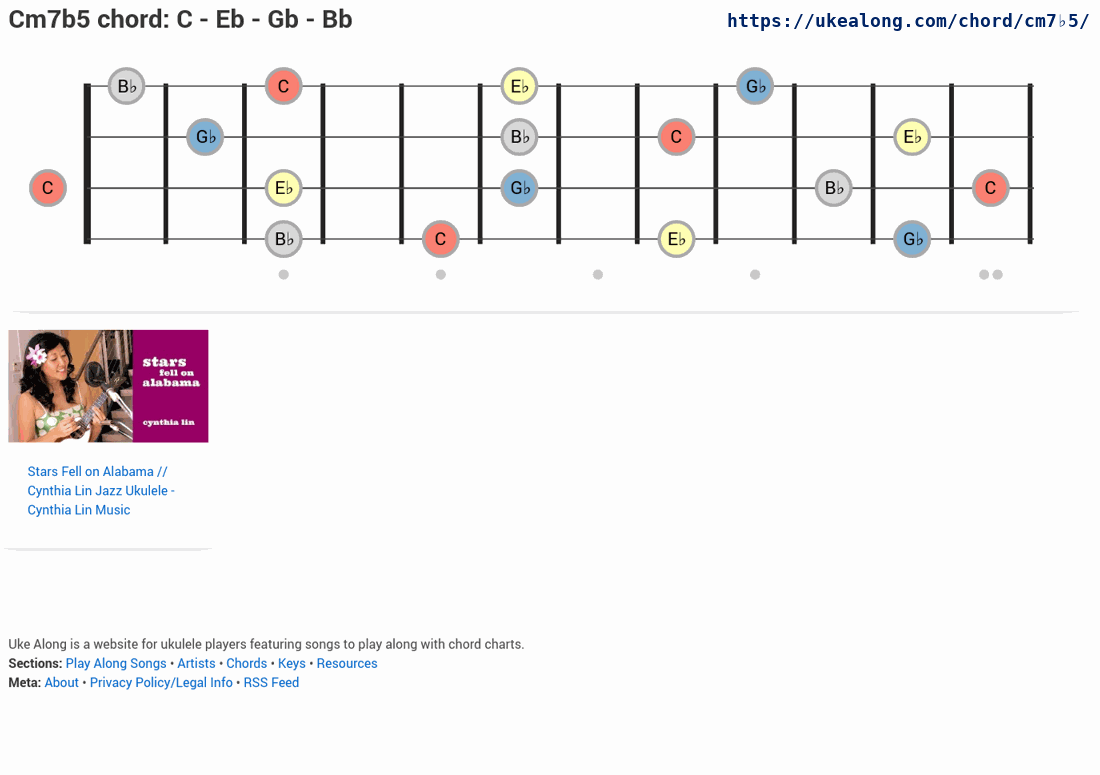 Cm7b5 chord: C - Eb - Gb - Bb
https://ukealong.com/chord/cm7♭5/
B♭ C E♭ G♭
G♭ B♭ C E♭
C E♭ G♭ B♭ C
B♭ C E♭ G♭
stars
fell on
alabama
cynthia lin
Stars Fell on Alabama //
Cynthia Lin Jazz Ukulele -
Cynthia Lin Music
Uke Along is a website for ukulele players featuring songs to play along with chord charts.
Sections: Play Along Songs • Artists • Chords • Keys • Resources
Meta: About • Privacy Policy/Legal Info • RSS Feed